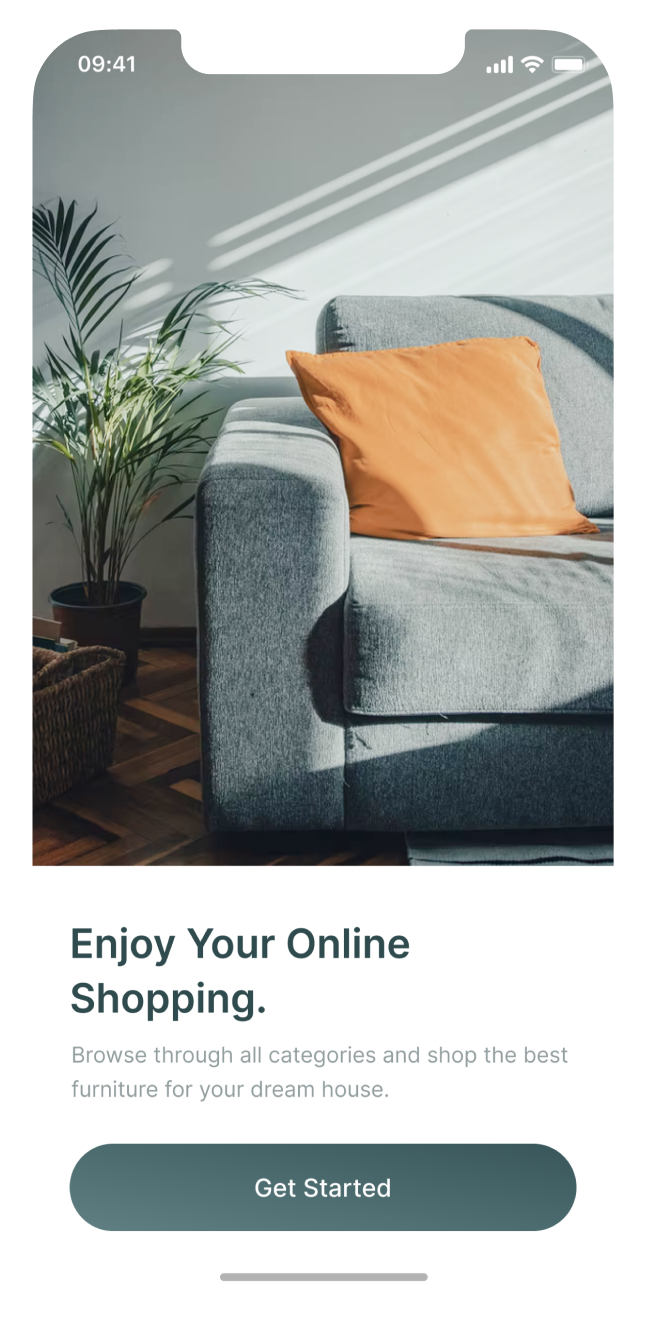 09:41
Enjoy Your Online
Shopping.
Browse through all categories and shop the best
furniture for your dream house.
Get Started